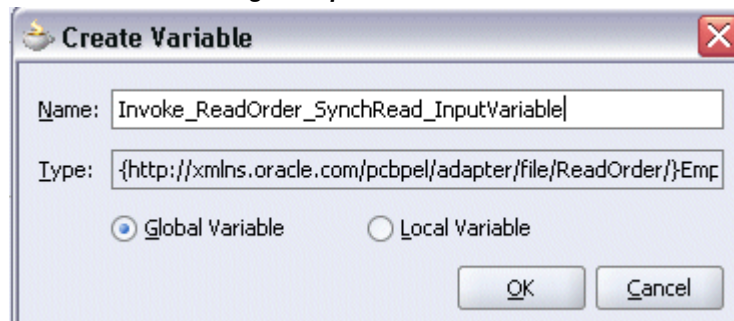 Create Variable
Name: Invoke_ReadOrder_SynchRead_InputVariable
Type: {http://xmlns.oracle.com/pcbpel/adapter/file/ReadOrder/}Emp
Global Variable Local Variable
OK Cancel